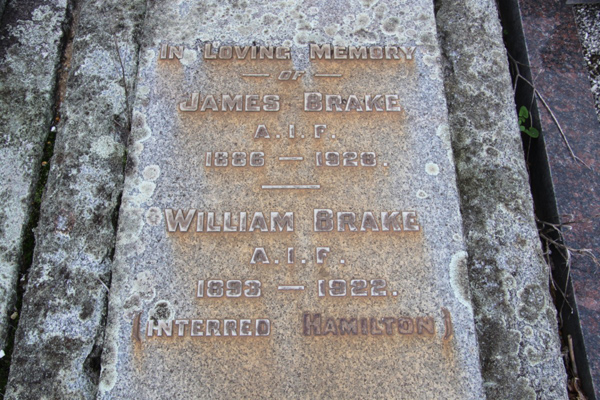 In Loving Memory
— of —
James Brake.
A.I.F.
1886 — 1928.
William Brake
A.I.F.
1893 — 1922.
(Interred Hamilton)